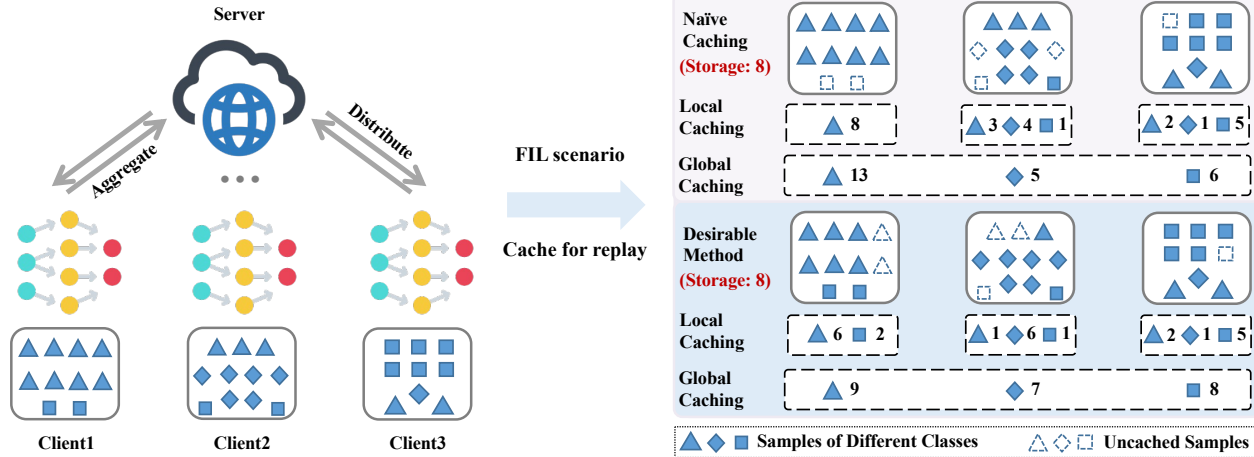 Server
Aggregate
Distribute
Client1
Client2
Client3
FIL scenario
Cache for replay
Naïve
Caching
(Storage: 8)
Local
Caching
8
3 4 1
2 1 5
Global
Caching
13
5
6
Desirable
Method
(Storage: 8)
Local
Caching
6 2
1 6 1
2 1 5
Global
Caching
9
7
8
Samples of Different Classes
Uncached Samples